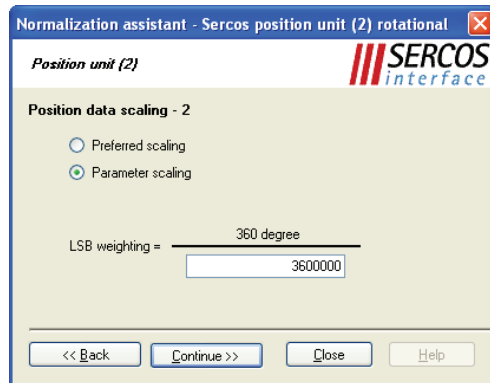 Normalization assistant - Sercos position unit (2) rotational
Position unit (2)
SERCOS
interface
Position data scaling - 2
Preferred scaling
Parameter scaling
360 degree
LSB weighting =
3600000
<< Back
Continue >>
Close
Help